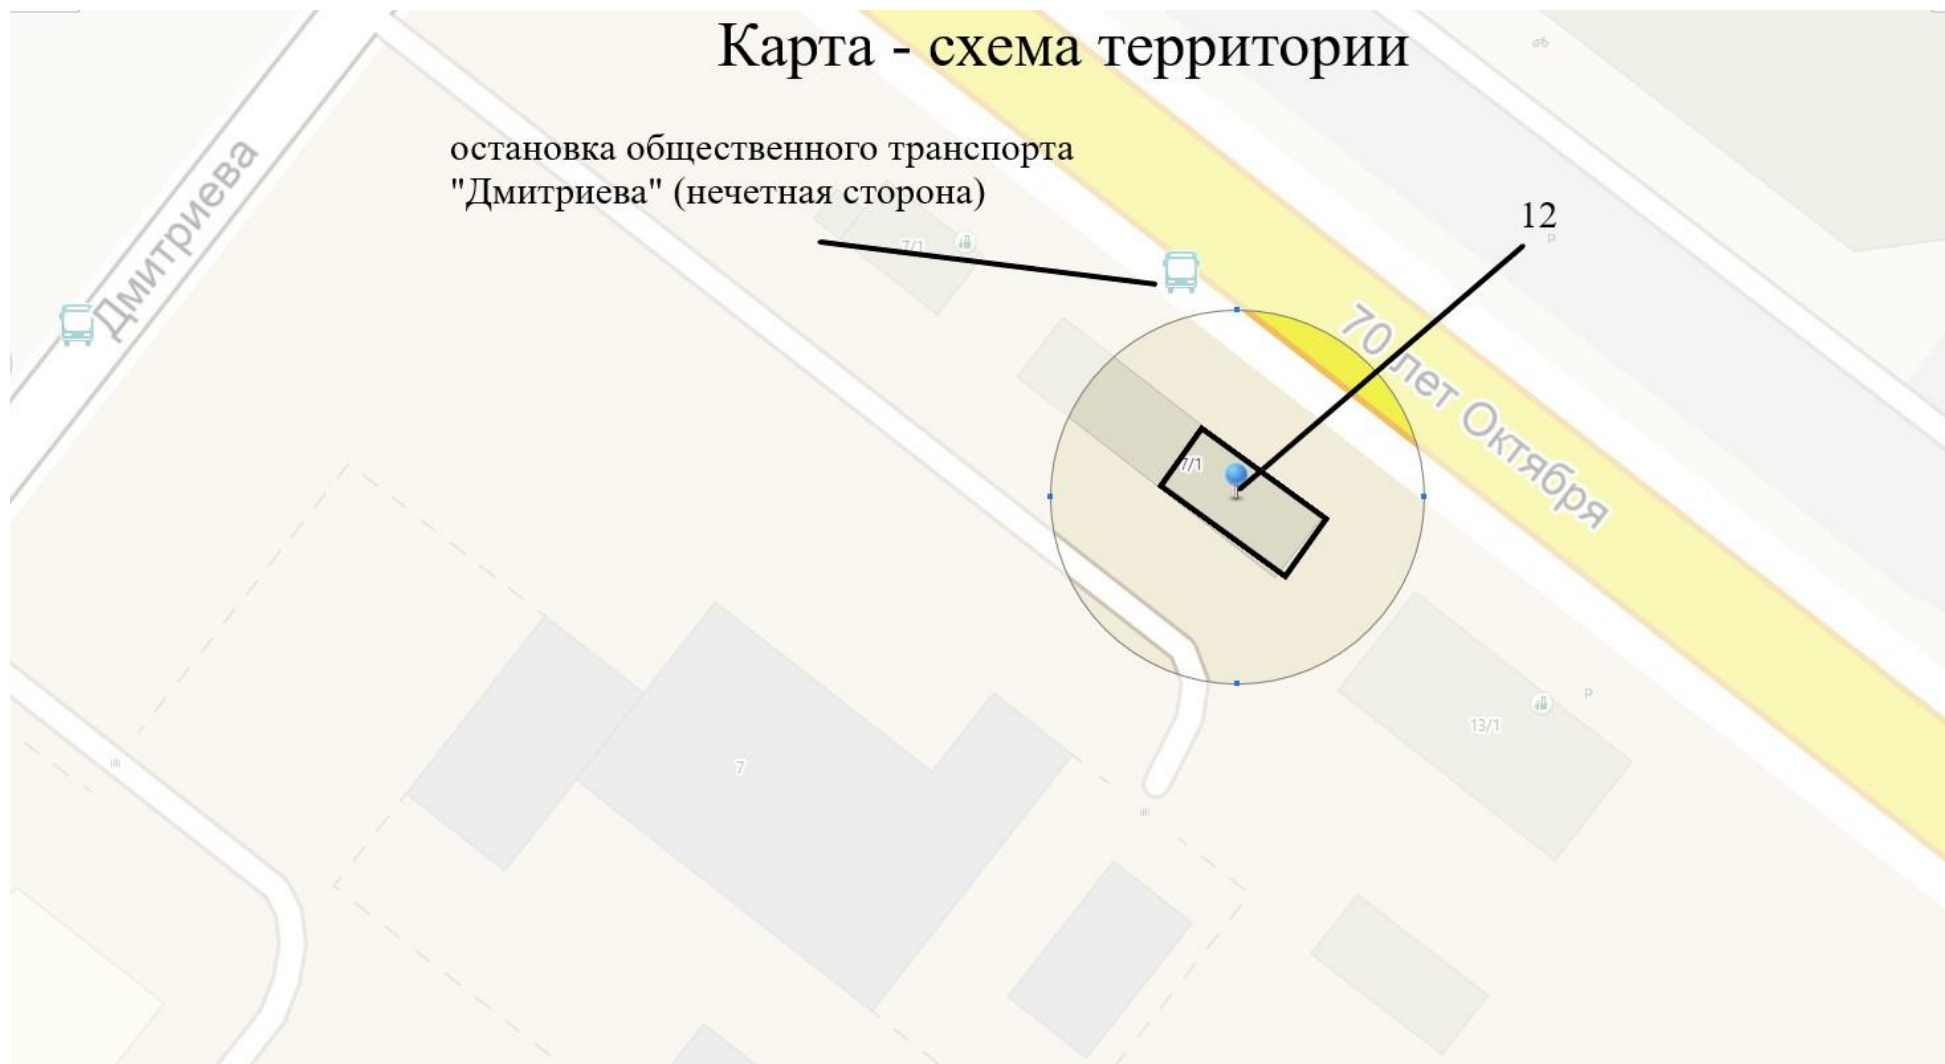 Карта - схема территории
остановка общественного транспорта
"Дмитриева" (нечетная сторона)
12
Дмитриева
7/1
P
70 лет Октября
7/1
P
13/1
7